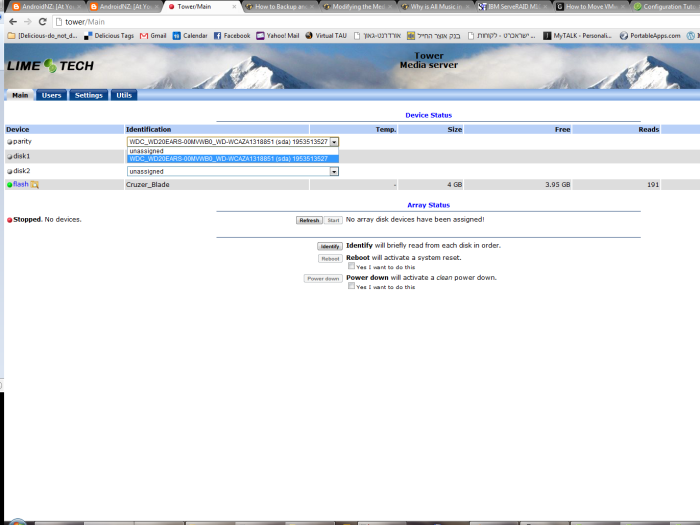 AndroidNZ: [At Yo
AndroidNZ: [At Yo
Tower/Main
How to Backup and
Modifying the Me
Why is All Music in
IBM ServeRAID M1
How to Move VM
Configuration Tuto
tower/Main
[Delicious-do_not_d...
Delicious Tags
Gmail
Calendar
Facebook
Yahoo! Mail
Virtual TAU
אודרדנט-גאון
בנק אוצר החייל
ישראכרט - לקוחות ...
MyTALK - Personali...
PortableApps.com
LIME TECH
Tower
Media server
Main Users Settings Utils
Device Status
Device Identification Temp. Size Free Reads
parity WDC_WD20EARS-00MVWB0_WD-WCAZA1318851 (sda) 1953513527
unassigned
disk1 WDC_WD20EARS-00MVWB0_WD-WCAZA1318851 (sda) 1953513527
disk2 unassigned
flash Cruzer_Blade - 4 GB 3.95 GB 191
Array Status
Stopped. No devices. Refresh Start No array disk devices have been assigned!
Identify Identify will briefly read from each disk in order.
Reboot Reboot will activate a system reset.
Yes I want to do this
Power down Power down will activate a clean power down.
Yes I want to do this